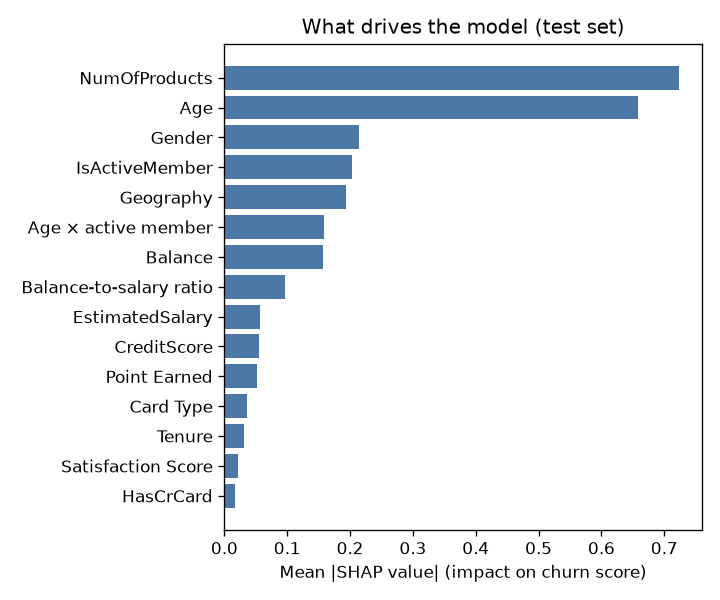 What drives the model (test set)
NumOfProducts
Age
Gender
IsActiveMember
Geography
Age × active member
Balance
Balance-to-salary ratio
EstimatedSalary
CreditScore
Point Earned
Card Type
Tenure
Satisfaction Score
HasCrCard
0.0 0.1 0.2 0.3 0.4 0.5 0.6 0.7
Mean |SHAP value| (impact on churn score)